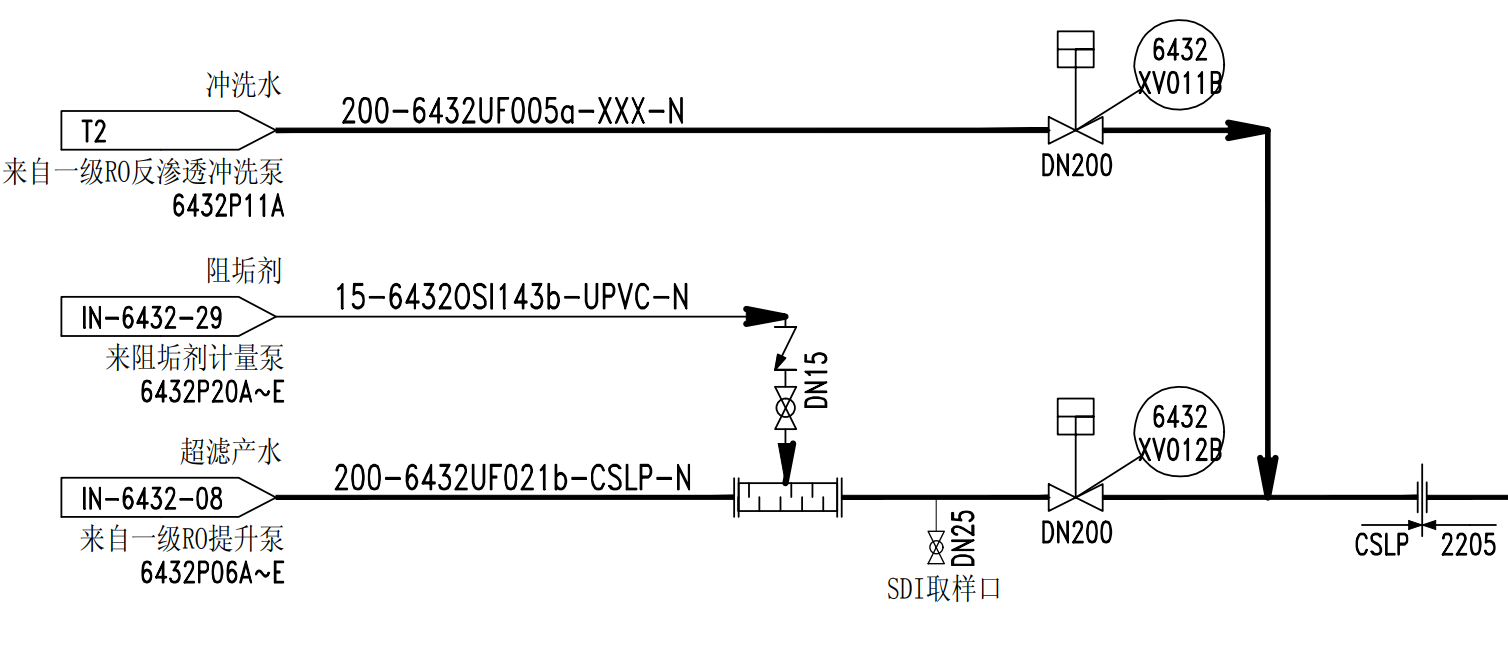 冲洗水
T2
200-6432UF005a-XXX-N
来自一级RO反渗透冲洗泵
6432P11A
6432
XV011B
DN200
阻垢剂
IN-6432-29
15-6432OSI143b-UPVC-N
来阻垢剂计量泵
6432P20A~E
DN15
超滤产水
IN-6432-08
200-6432UF021b-CSLP-N
来自一级RO提升泵
6432P06A~E
DN25
SDI取样口
6432
XV012B
DN200
CSLP
2205